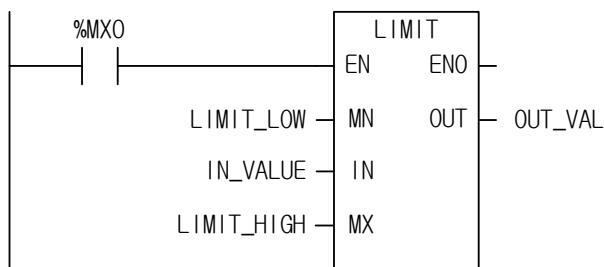 %MX0 LIMIT
EN ENO
LIMIT_LOW MN OUT OUT_VAL
IN_VALUE IN
LIMIT_HIGH MX